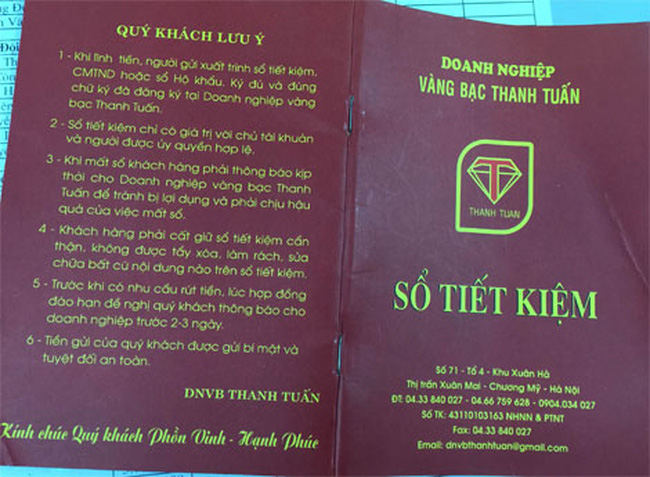 QUÝ KHÁCH LƯU Ý
1 - Khi lĩnh tiền, người gửi xuất trình sổ tiết kiệm,
CMTND hoặc sổ Hộ khẩu. Ký đủ và đúng
chữ ký đã đăng ký tại Doanh nghiệp vàng
bạc Thanh Tuấn.
2 - Sổ tiết kiệm chỉ có giá trị với chủ tài khuản
và người được ủy quyền hợp lệ.
3 - Khi mất sổ khách hàng phải thông báo kịp
thời cho Doanh nghiệp vàng bạc Thanh
Tuấn để tránh bị lợi dụng và phải chịu hậu
quả của việc mất sổ.
4 - Khách hàng phải cất giữ sổ tiết kiệm cẩn
thận, không được tẩy xóa, làm rách, sửa
chữa bất cứ nội dung nào trên sổ tiết kiệm.
5 - Trước khi có nhu cầu rút tiền, lúc hợp đồng
đáo hạn đề nghị quý khách thông báo cho
doanh nghiệp trước 2-3 ngày.
6 - Tiền gửi của quý khách được gửi bí mật và
tuyệt đối an toàn.
DNVB THANH TUẤN
Kính chúc Quý khách Phồn Vinh - Hạnh Phúc
DOANH NGHIỆP
VÀNG BẠC THANH TUẤN
THANH TUAN
SỔ TIẾT KIỆM
Số 71 - Tổ 4 - Khu Xuân Hà
Thị trấn Xuân Mai - Chương Mỹ - Hà Nội
ĐT: 04.33 840 027 - 04.66 759 628 - 0904.034 027
Số TK: 43110103163 NHNN & PTNT
Fax: 04.33 840 027
Email: dnvbthanhtuan@gmail.com